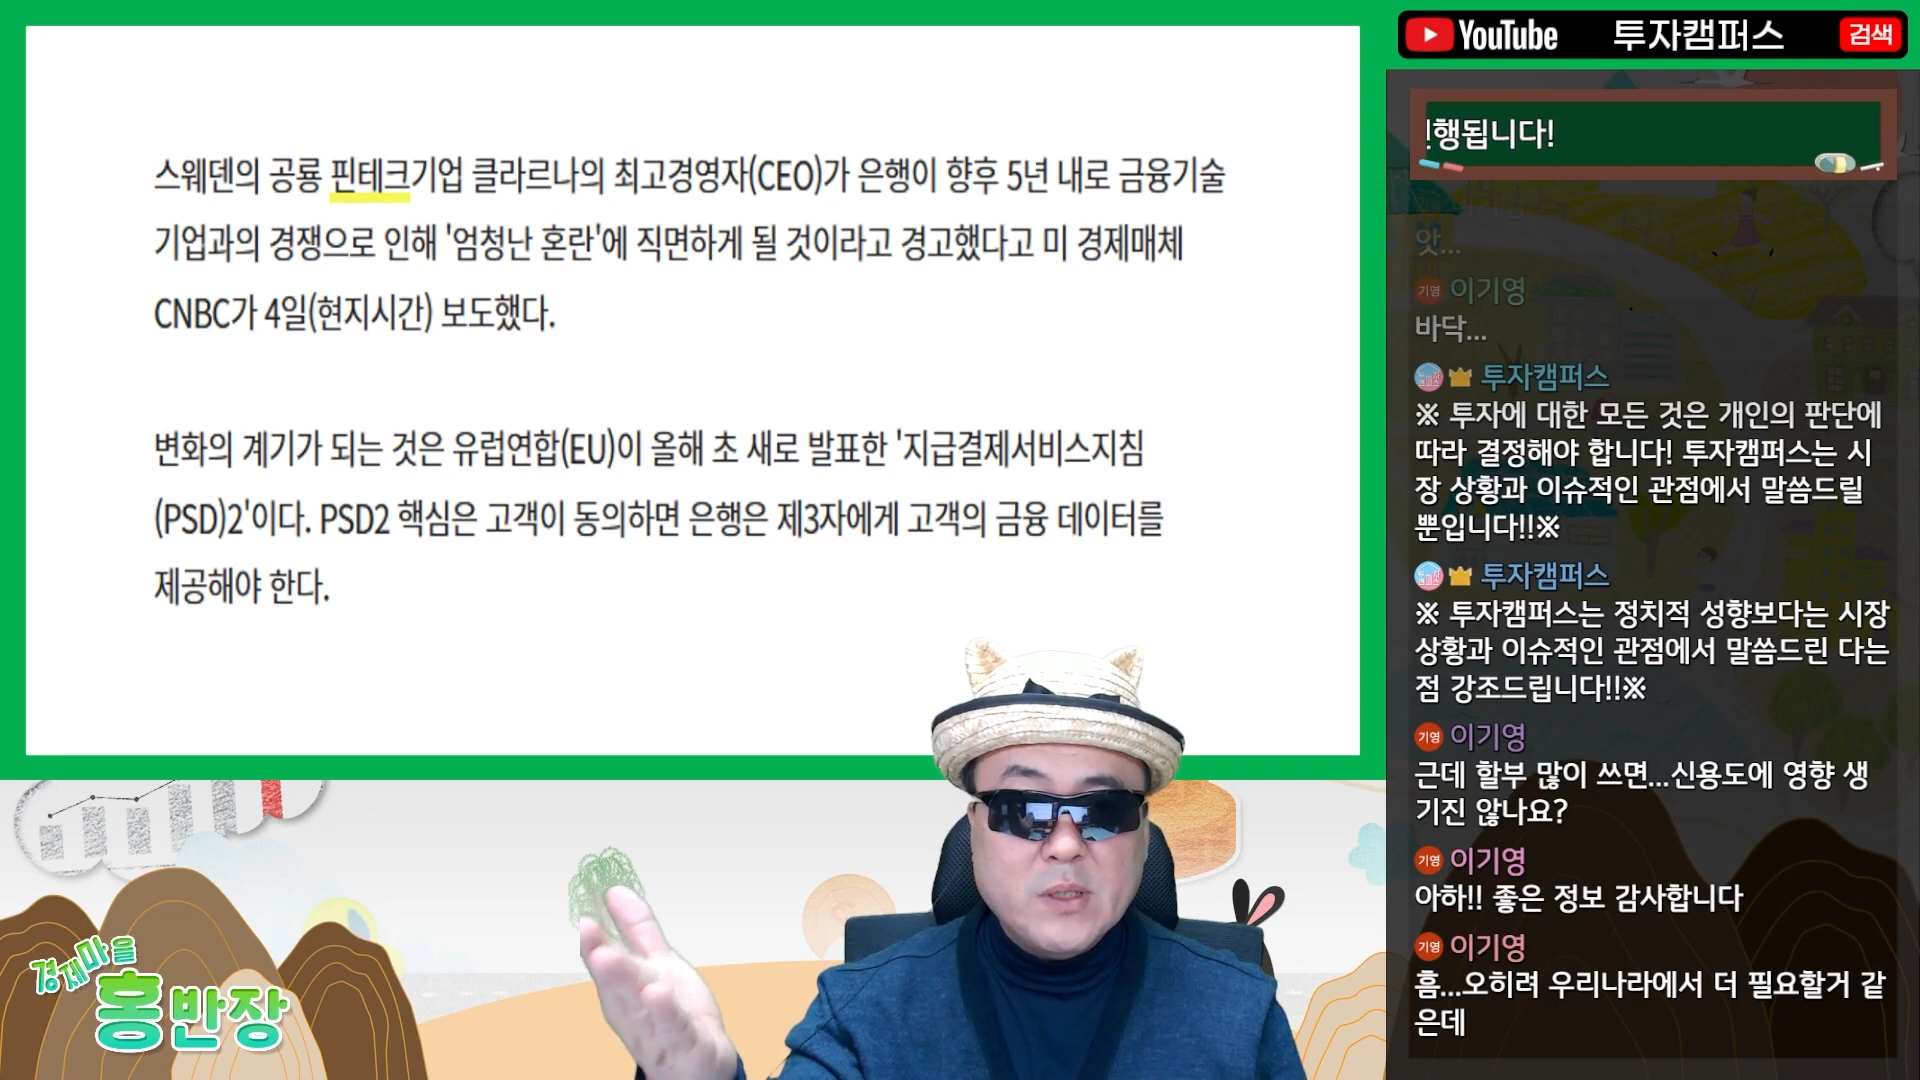 스웨덴의 공룡 핀테크기업 클라르나의 최고경영자(CEO)가 은행이 향후 5년 내로 금융기술
기업과의 경쟁으로 인해 '엄청난 혼란'에 직면하게 될 것이라고 경고했다고 미 경제매체
CNBC가 4일(현지시간) 보도했다.
변화의 계기가 되는 것은 유럽연합(EU)이 올해 초 새로 발표한 '지급결제서비스지침
(PSD)2'이다. PSD2 핵심은 고객이 동의하면 은행은 제3자에게 고객의 금융 데이터를
제공해야 한다.
경제마을
홍반장
YouTube 투자캠퍼스 검색
행됩니다!
앗...
기영 이기영
바닥...
투자캠퍼스
※ 투자에 대한 모든 것은 개인의 판단에
따라 결정해야 합니다! 투자캠퍼스는 시
장 상황과 이슈적인 관점에서 말씀드릴
뿐입니다!!※
투자캠퍼스
※ 투자캠퍼스는 정치적 성향보다는 시장
상황과 이슈적인 관점에서 말씀드린 다는
점 강조드립니다!!※
기영 이기영
근데 할부 많이 쓰면...신용도에 영향 생
기진 않나요?
기영 이기영
아하!! 좋은 정보 감사합니다
기영 이기영
흠...오히려 우리나라에서 더 필요할거 같
은데